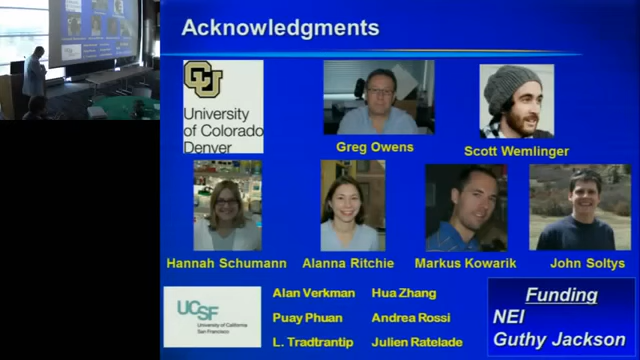 Acknowledgments
CU
University
of Colorado
Denver
Greg Owens
Scott Wemlinger
Hannah Schumann
Alanna Ritchie
Markus Kowarik
John Soltys
UCSF
University of California
San Francisco
Alan Verkman
Hua Zhang
Puay Phuan
Andrea Rossi
L. Tradtrantip
Julien Ratelade
Funding
NEI
Guthy Jackson